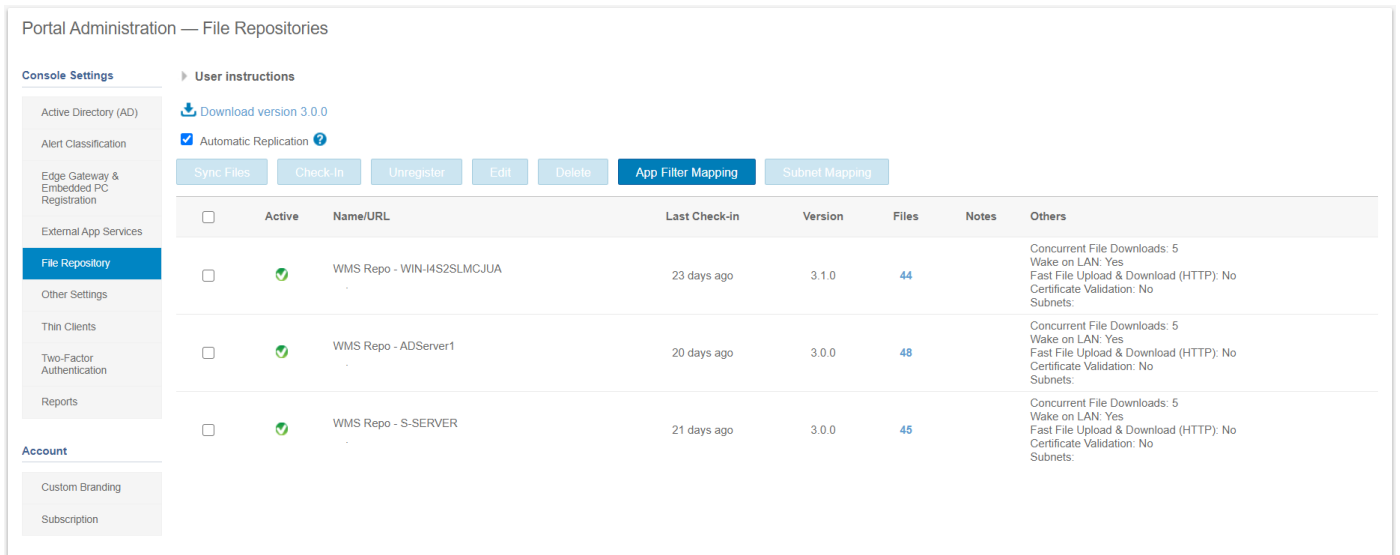 Portal Administration — File Repositories
Console Settings
Active Directory (AD)
Alert Classification
Edge Gateway &
Embedded PC
Registration
External App Services
File Repository
Other Settings
Thin Clients
Two-Factor
Authentication
Reports
Account
Custom Branding
Subscription
User instructions
Download version 3.0.0
Automatic Replication ?
Sync Files Check-In Unregister Edit Delete App Filter Mapping Subnet Mapping
Active Name/URL Last Check-in Version Files Notes Others
WMS Repo - WIN-I4S2SLMCJUA 23 days ago 3.1.0 44
Concurrent File Downloads: 5
Wake on LAN: Yes
Fast File Upload & Download (HTTP): No
Certificate Validation: No
Subnets:
WMS Repo - ADServer1 20 days ago 3.0.0 48
Concurrent File Downloads: 5
Wake on LAN: Yes
Fast File Upload & Download (HTTP): No
Certificate Validation: No
Subnets:
WMS Repo - S-SERVER 21 days ago 3.0.0 45
Concurrent File Downloads: 5
Wake on LAN: Yes
Fast File Upload & Download (HTTP): No
Certificate Validation: No
Subnets: